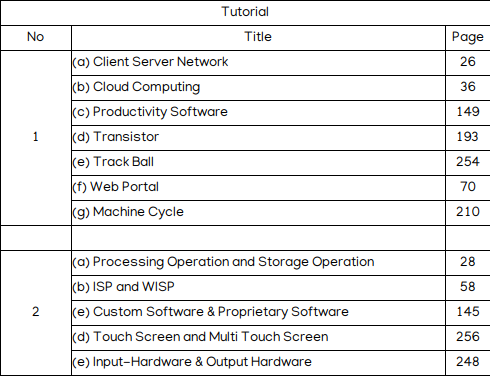 Tutorial
No Title Page
(a) Client Server Network 26
(b) Cloud Computing 36
(c) Productivity Software 149
1 (d) Transistor 193
(e) Track Ball 254
(f) Web Portal 70
(g) Machine Cycle 210
(a) Processing Operation and Storage Operation 28
(b) ISP and WISP 58
2 (e) Custom Software & Proprietary Software 145
(d) Touch Screen and Multi Touch Screen 256
(e) Input-Hardware & Output Hardware 248